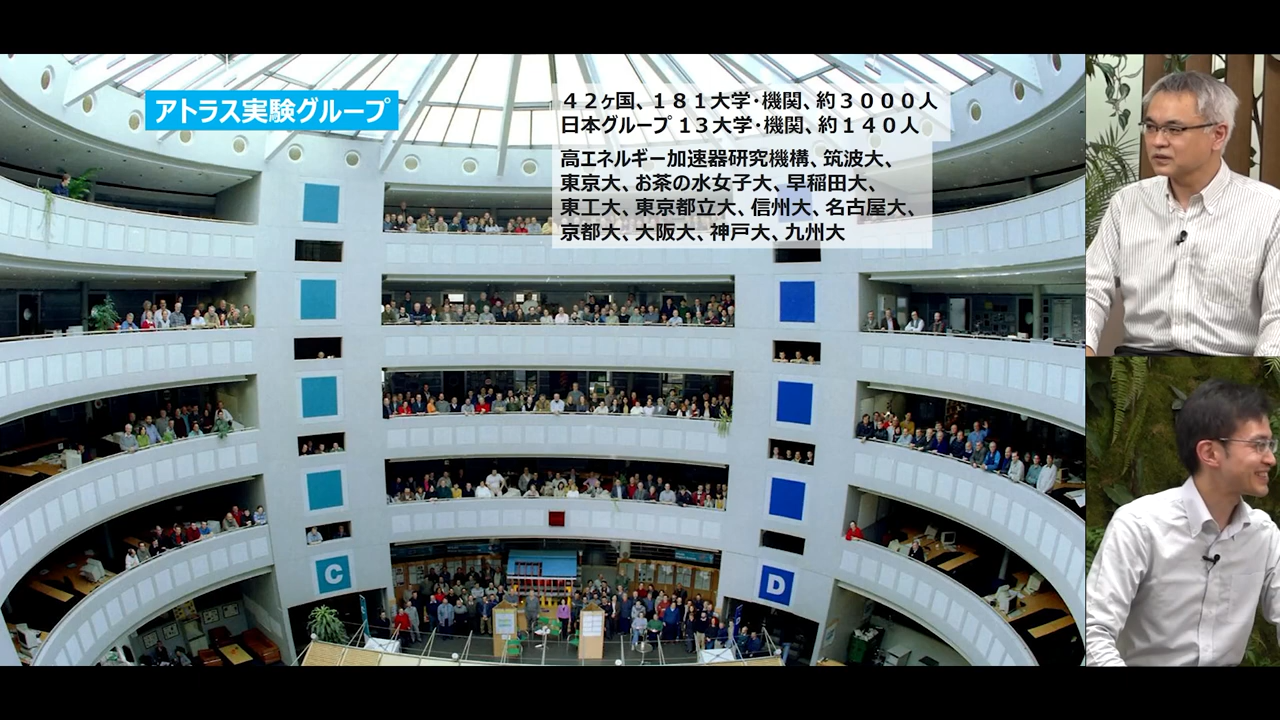 アトラス実験グループ
４２ヶ国、１８１大学・機関、約３０００人
日本グループ １３大学・機関、約１４０人
高エネルギー加速器研究機構、筑波大、
東京大、お茶の水女子大、早稲田大、
東工大、東京都立大、信州大、名古屋大、
京都大、大阪大、神戸大、九州大
C
D